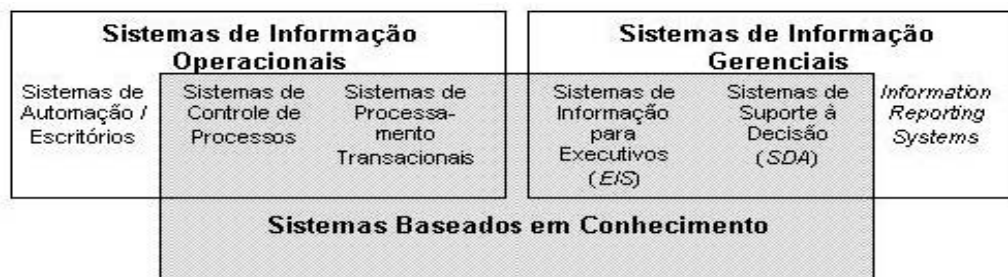 Sistemas de Informação
Operacionais
Sistemas de
Automação /
Escritórios
Sistemas de
Controle de
Processos
Sistemas de
Processa-
mento
Transacionais
Sistemas de Informação
Gerenciais
Sistemas de
Informação
para
Executivos
(EIS)
Sistemas de
Suporte à
Decisão
(SDA)
Information
Reporting
Systems
Sistemas Baseados em Conhecimento